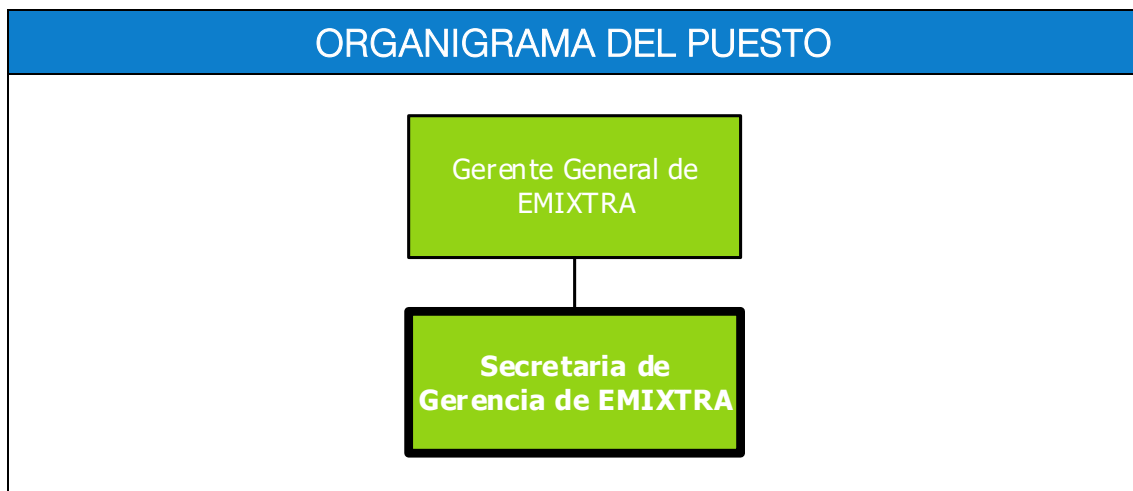 ORGANIGRAMA DEL PUESTO
Gerente General de
EMIXTRA
Secretaria de
Gerencia de EMIXTRA